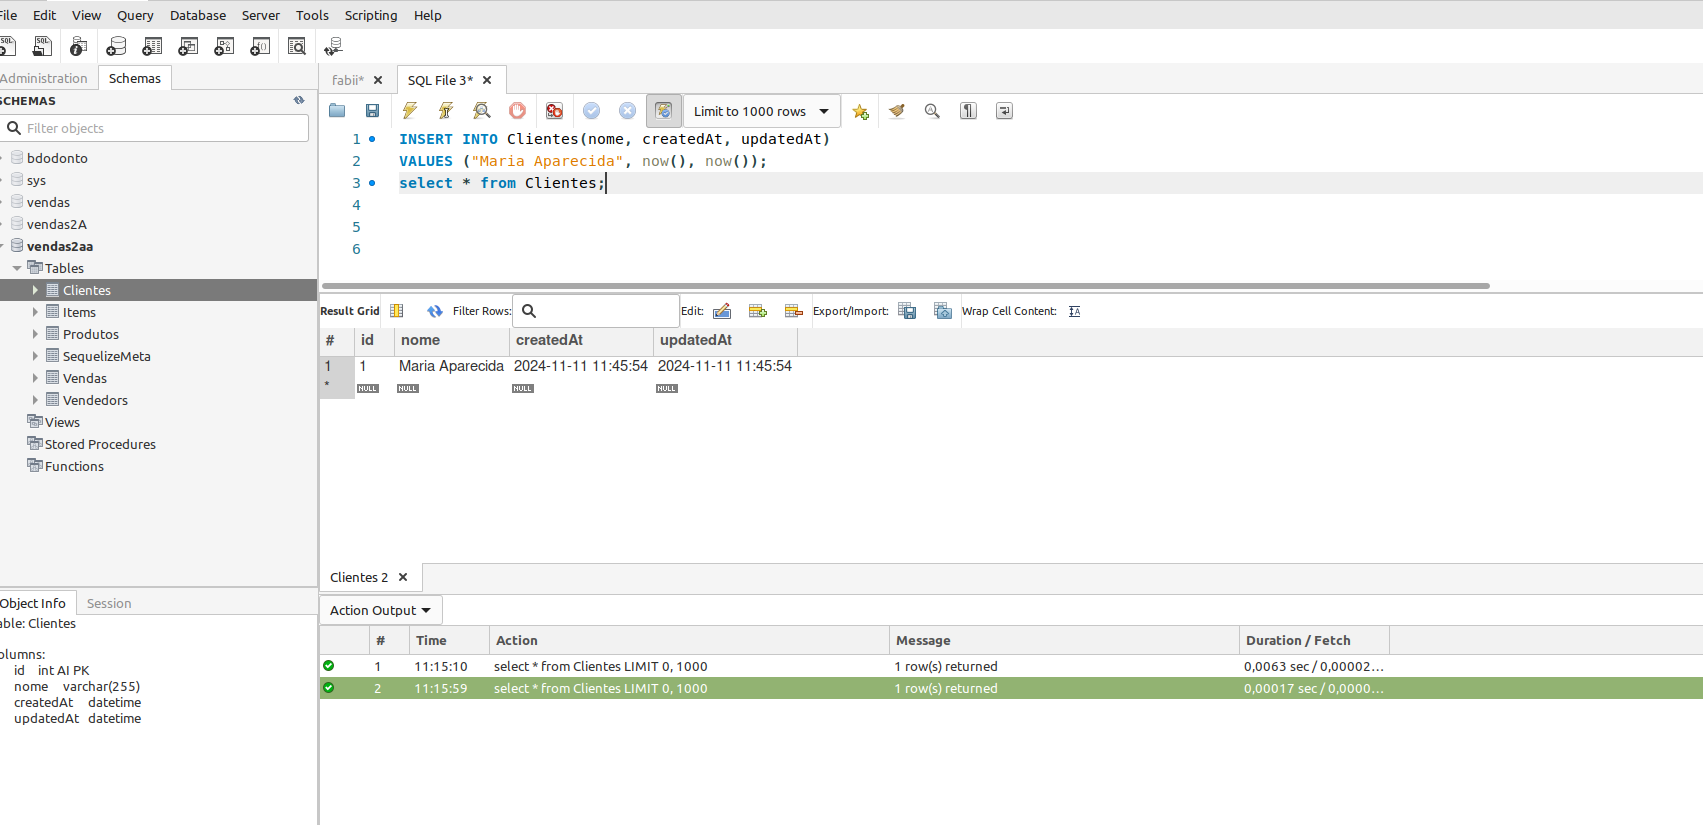 File Edit View Query Database Server Tools Scripting Help
Administration Schemas
SCHEMAS
Filter objects
bdodonto
sys
vendas
vendas2A
vendas2aa
Tables
Clientes
Items
Produtos
SequelizeMeta
Vendas
Vendedors
Views
Stored Procedures
Functions
Object Info Session
able: Clientes
olumns:
id int AI PK
nome varchar(255)
createdAt datetime
updatedAt datetime
fabii* SQL File 3*
Limit to 1000 rows
1 INSERT INTO Clientes(nome, createdAt, updatedAt)
2 VALUES ("Maria Aparecida", now(), now());
3 select * from Clientes;
4
5
6
Result Grid Filter Rows: Edit: Export/Import: Wrap Cell Content:
# id nome createdAt updatedAt
1 1 Maria Aparecida 2024-11-11 11:45:54 2024-11-11 11:45:54
* NULL NULL NULL NULL
Clientes 2
Action Output
# Time Action Message Duration / Fetch
1 11:15:10 select * from Clientes LIMIT 0, 1000 1 row(s) returned 0,0063 sec / 0,00002...
2 11:15:59 select * from Clientes LIMIT 0, 1000 1 row(s) returned 0,00017 sec / 0,0000...